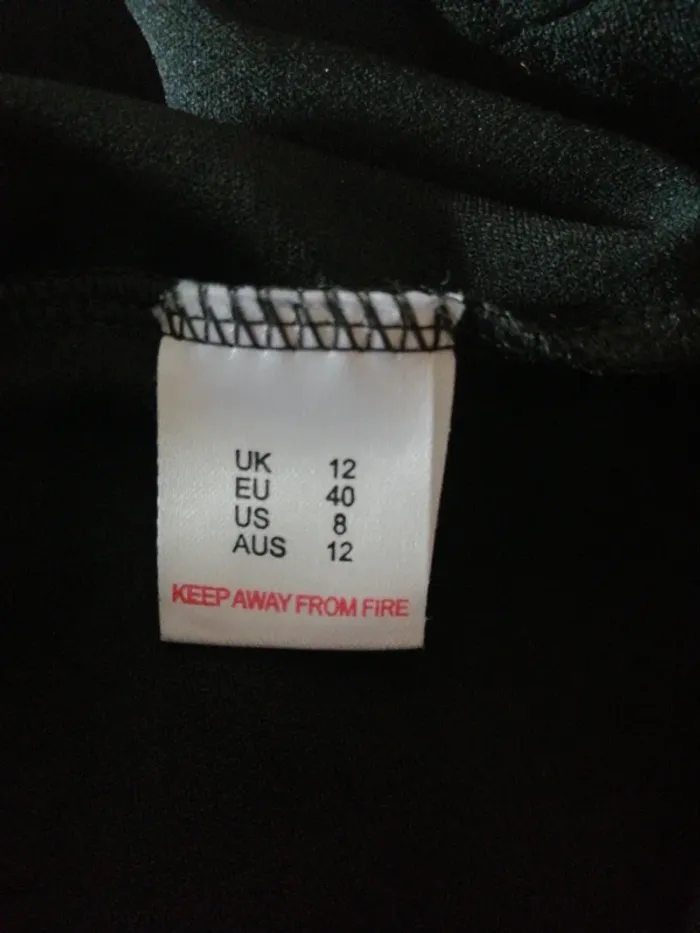 UK 12
EU 40
US 8
AUS 12
KEEP AWAY FROM FIRE